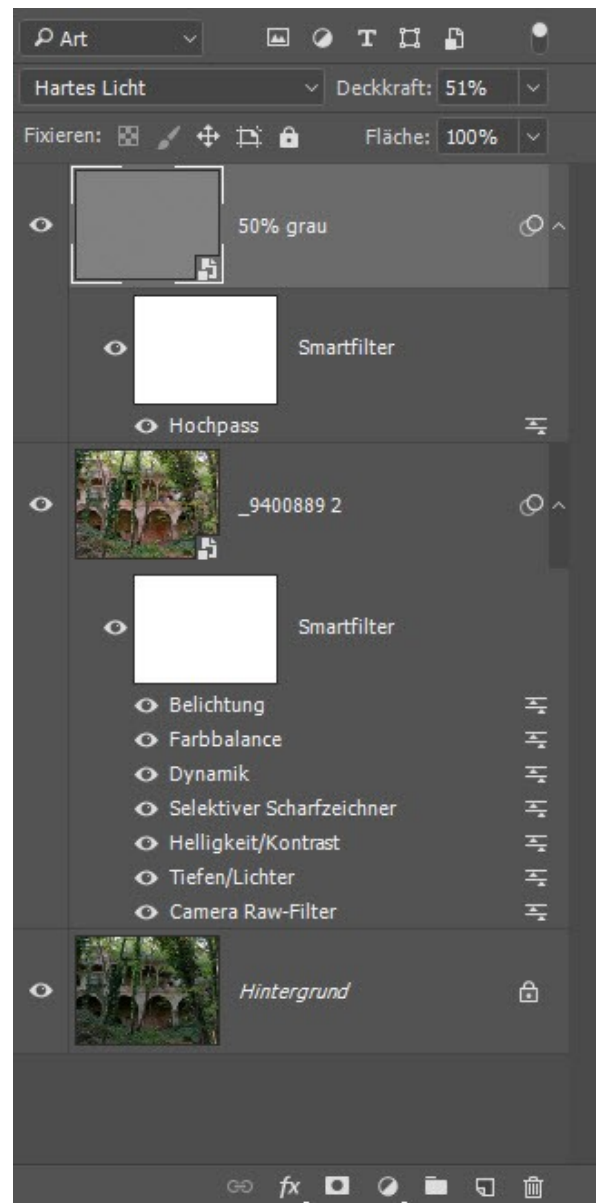 Art
Hartes Licht Deckkraft: 51%
Fixieren: Fläche: 100%
50% grau
Smartfilter
Hochpass
_9400889 2
Smartfilter
Belichtung
Farbbalance
Dynamik
Selektiver Scharfzeichner
Helligkeit/Kontrast
Tiefen/Lichter
Camera Raw-Filter
Hintergrund
fx